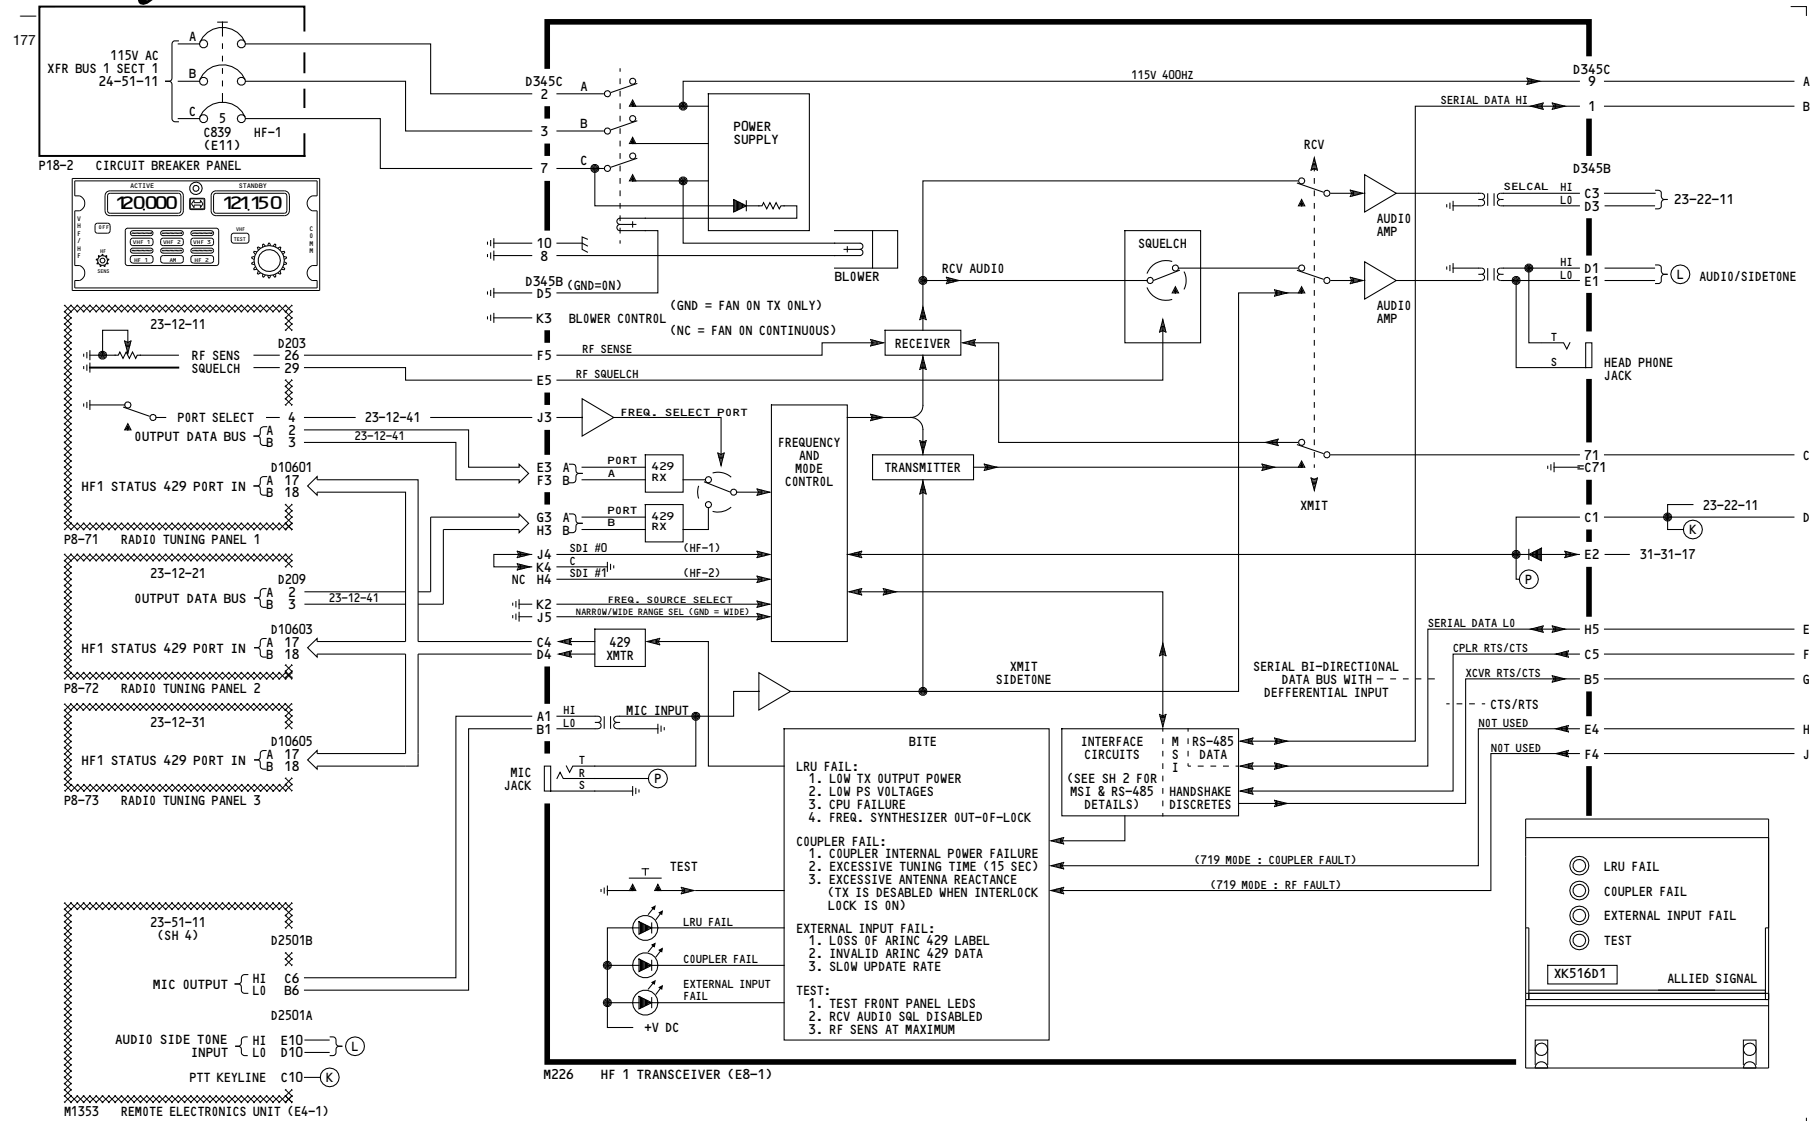 177
115V AC
XFR BUS 1 SECT 1
24-51-11
A
B
C
5
C839
(E11)
HF-1
P18-2 CIRCUIT BREAKER PANEL
ACTIVE
STANDBY
120.000
121.150
VHF/HF
OFF
HF
SENS
VHF 1
VHF 2
VHF 3
HF 1
AM
HF 2
VHF
TEST
COMM
23-12-11
D203
RF SENS 26
SQUELCH 29
PORT SELECT 4
23-12-41
OUTPUT DATA BUS A 2
B 3
23-12-41
D10601
HF1 STATUS 429 PORT IN A 17
B 18
P8-71 RADIO TUNING PANEL 1
23-12-21
D209
OUTPUT DATA BUS A 2
B 3
23-12-41
D10603
HF1 STATUS 429 PORT IN A 17
B 18
P8-72 RADIO TUNING PANEL 2
23-12-31
D10605
HF1 STATUS 429 PORT IN A 17
B 18
P8-73 RADIO TUNING PANEL 3
23-51-11
(SH 4)
D2501B
MIC OUTPUT HI C6
LO B6
D2501A
AUDIO SIDE TONE
INPUT
HI E10
LO D10
L
PTT KEYLINE C10 K
M1353 REMOTE ELECTRONICS UNIT (E4-1)
D345C
2 A
3 B
7 C
POWER
SUPPLY
10
8
BLOWER
D345B
D5 (GND=ON)
K3 BLOWER CONTROL
(GND = FAN ON TX ONLY)
(NC = FAN ON CONTINUOUS)
F5 RF SENSE
E5 RF SQUELCH
J3 FREQ. SELECT PORT
E3 A
F3 B
PORT
A
429
RX
G3 A
H3 B
PORT
B
429
RX
J4 SDI #0 (HF-1)
K4 C
NC H4 SDI #1 (HF-2)
K2 FREQ. SOURCE SELECT
J5 NARROW/WIDE RANGE SEL (GND = WIDE)
C4
D4
429
XMTR
A1 HI
B1 LO
MIC INPUT
MIC
JACK
T
R
S
P
FREQUENCY
AND
MODE
CONTROL
RECEIVER
TRANSMITTER
RCV AUDIO
SQUELCH
XMIT
SIDETONE
RCV
XMIT
AUDIO
AMP
AUDIO
AMP
115V 400HZ
D345C
9 A
SERIAL DATA HI 1 B
D345B
SELCAL HI C3
LO D3
23-22-11
HI D1
LO E1
L AUDIO/SIDETONE
T
S
HEAD PHONE
JACK
71 C
C71
C1 23-22-11 D
K
E2 31-31-17
P
SERIAL DATA LO H5 E
CPLR RTS/CTS C5 F
XCVR RTS/CTS B5 G
SERIAL BI-DIRECTIONAL
DATA BUS WITH
DEFFERENTIAL INPUT
CTS/RTS
NOT USED E4 H
NOT USED F4 J
INTERFACE
CIRCUITS
(SEE SH 2 FOR
MSI & RS-485
DETAILS)
M
S
I
RS-485
DATA
HANDSHAKE
DISCRETES
(719 MODE : COUPLER FAULT)
(719 MODE : RF FAULT)
BITE
LRU FAIL:
1. LOW TX OUTPUT POWER
2. LOW PS VOLTAGES
3. CPU FAILURE
4. FREQ. SYNTHESIZER OUT-OF-LOCK
COUPLER FAIL:
1. COUPLER INTERNAL POWER FAILURE
2. EXCESSIVE TUNING TIME (15 SEC)
3. EXCESSIVE ANTENNA REACTANCE
(TX IS DESABLED WHEN INTERLOCK
LOCK IS ON)
EXTERNAL INPUT FAIL:
1. LOSS OF ARINC 429 LABEL
2. INVALID ARINC 429 DATA
3. SLOW UPDATE RATE
TEST:
1. TEST FRONT PANEL LEDS
2. RCV AUDIO SQL DISABLED
3. RF SENS AT MAXIMUM
TEST
LRU FAIL
COUPLER FAIL
EXTERNAL INPUT
FAIL
+V DC
M226 HF 1 TRANSCEIVER (E8-1)
LRU FAIL
COUPLER FAIL
EXTERNAL INPUT FAIL
TEST
XK516D1
ALLIED SIGNAL